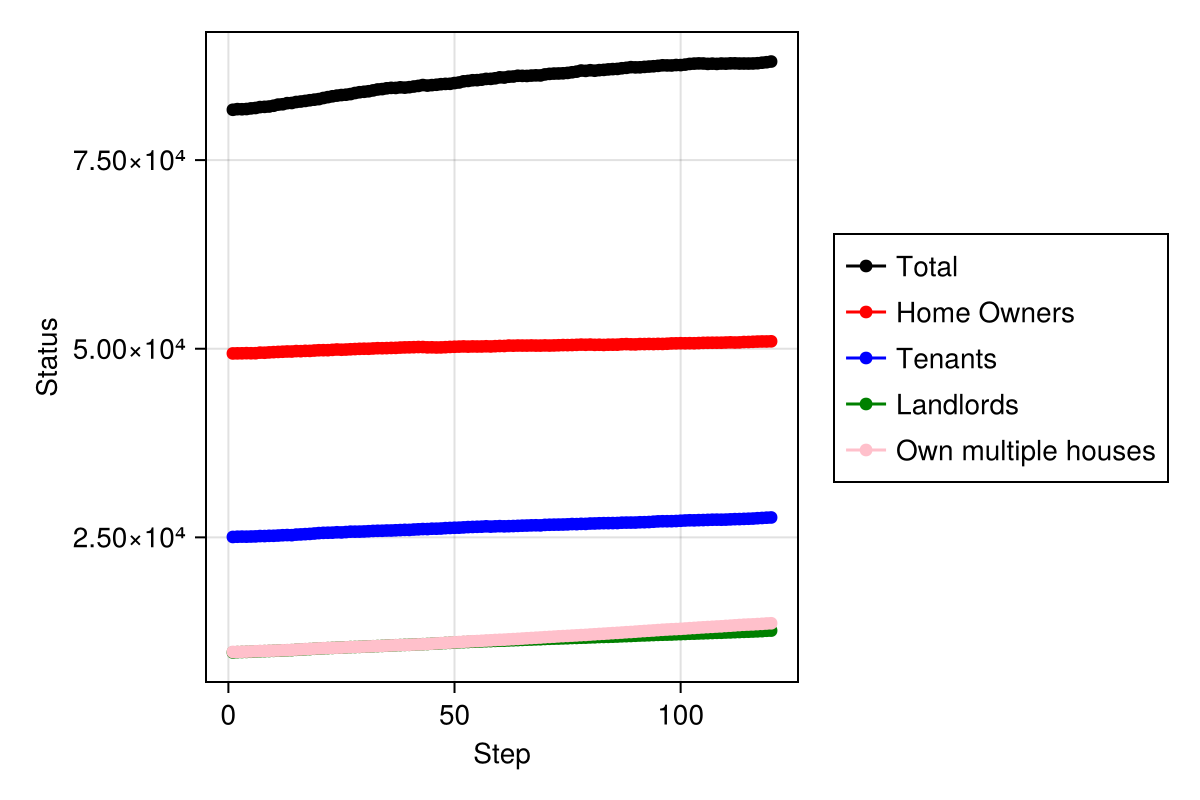 7.50×10⁴
5.00×10⁴
2.50×10⁴
Status
0 50 100
Step
Total
Home Owners
Tenants
Landlords
Own multiple houses